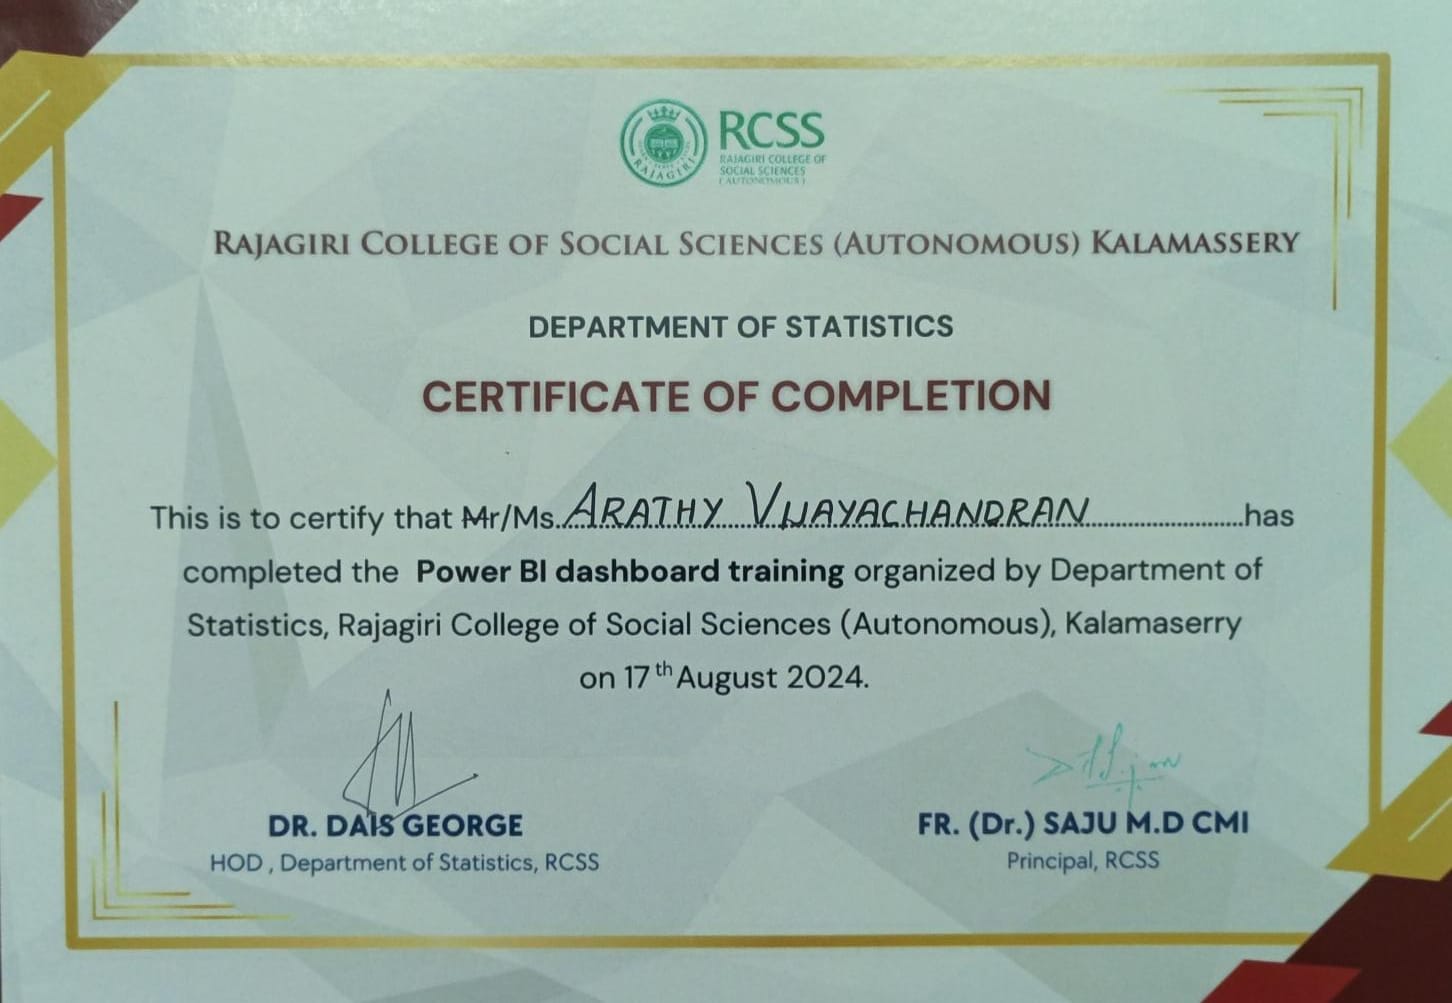 RAJAGIRI
RCSS
RAJAGIRI COLLEGE OF
SOCIAL SCIENCES
(AUTONOMOUS)
RAJAGIRI COLLEGE OF SOCIAL SCIENCES (AUTONOMOUS) KALAMASSERY
DEPARTMENT OF STATISTICS
CERTIFICATE OF COMPLETION
This is to certify that Mr/Ms. ARATHY VIJAYACHANDRAN has
completed the Power BI dashboard training organized by Department of
Statistics, Rajagiri College of Social Sciences (Autonomous), Kalamaserry
on 17th August 2024.
DR. DAIS GEORGE
HOD , Department of Statistics, RCSS
FR. (Dr.) SAJU M.D CMI
Principal, RCSS